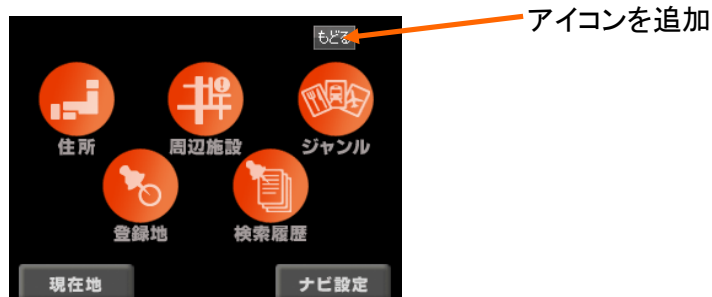 アイコンを追加
もどる
住所
周辺施設
ジャンル
登録地
検索履歴
現在地
ナビ設定